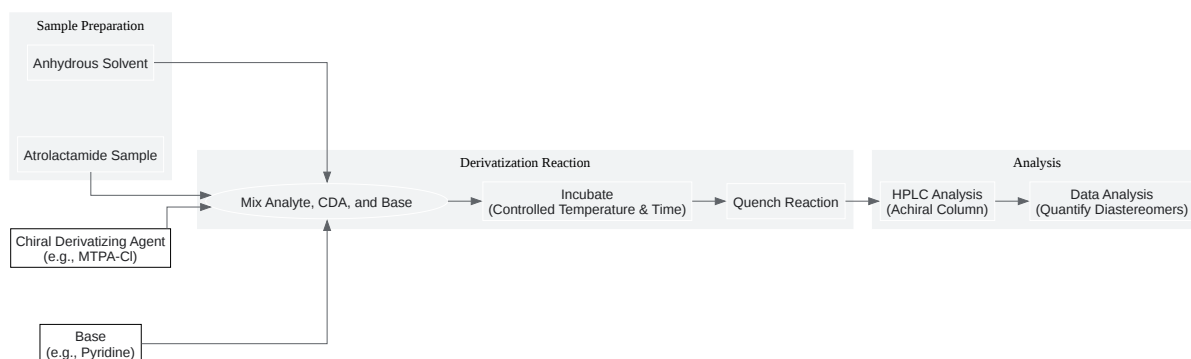 Sample Preparation
Anhydrous Solvent
Atrolactamide Sample
Chiral Derivatizing Agent
(e.g., MTPA-Cl)
Base
(e.g., Pyridine)
Derivatization Reaction
Mix Analyte, CDA, and Base
Incubate
(Controlled Temperature & Time)
Quench Reaction
Analysis
HPLC Analysis
(Achiral Column)
Data Analysis
(Quantify Diastereomers)